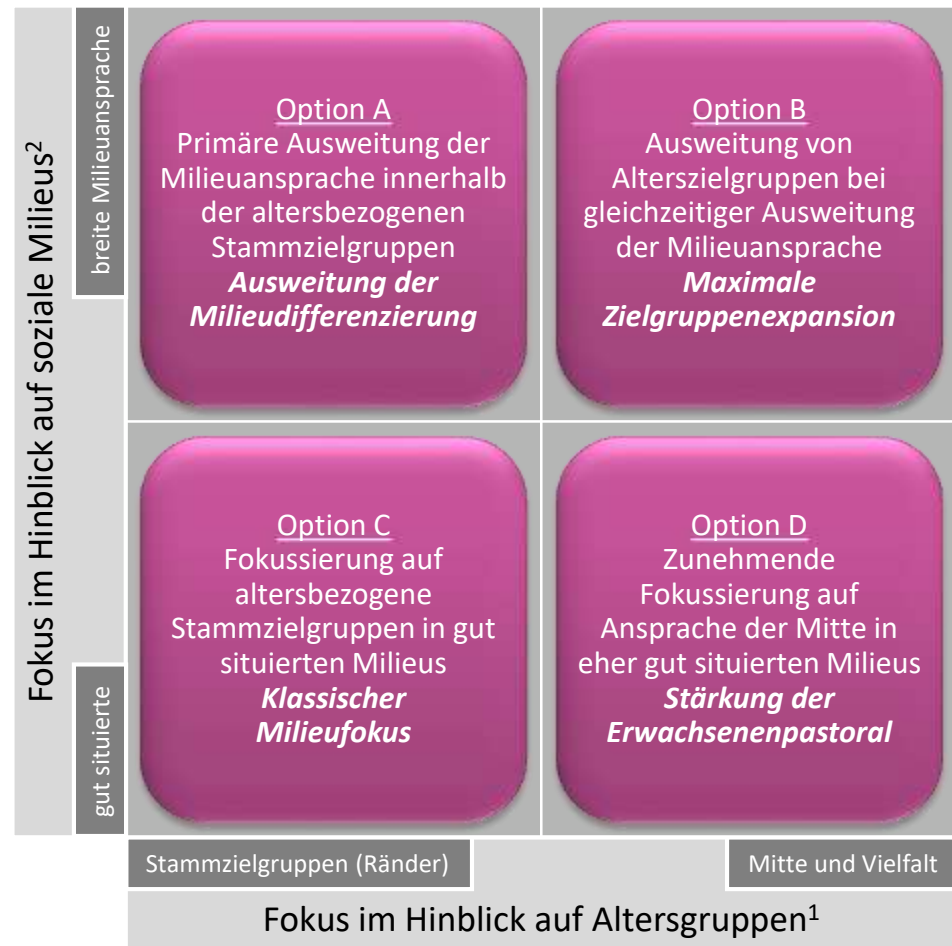 Fokus im Hinblick auf soziale Milieus²
breite Milieuansprache
gut situierte
Option A
Primäre Ausweitung der
Milieuansprache innerhalb
der altersbezogenen
Stammzielgruppen
Ausweitung der
Milieudifferenzierung
Option B
Ausweitung von
Alterszielgruppen bei
gleichzeitiger Ausweitung
der Milieuansprache
Maximale
Zielgruppenexpansion
Option C
Fokussierung auf
altersbezogene
Stammzielgruppen in gut
situierten Milieus
Klassischer
Milieufokus
Option D
Zunehmende
Fokussierung auf
Ansprache der Mitte in
eher gut situierten Milieus
Stärkung der
Erwachsenenpastoral
Stammzielgruppen (Ränder)
Mitte und Vielfalt
Fokus im Hinblick auf Altersgruppen¹